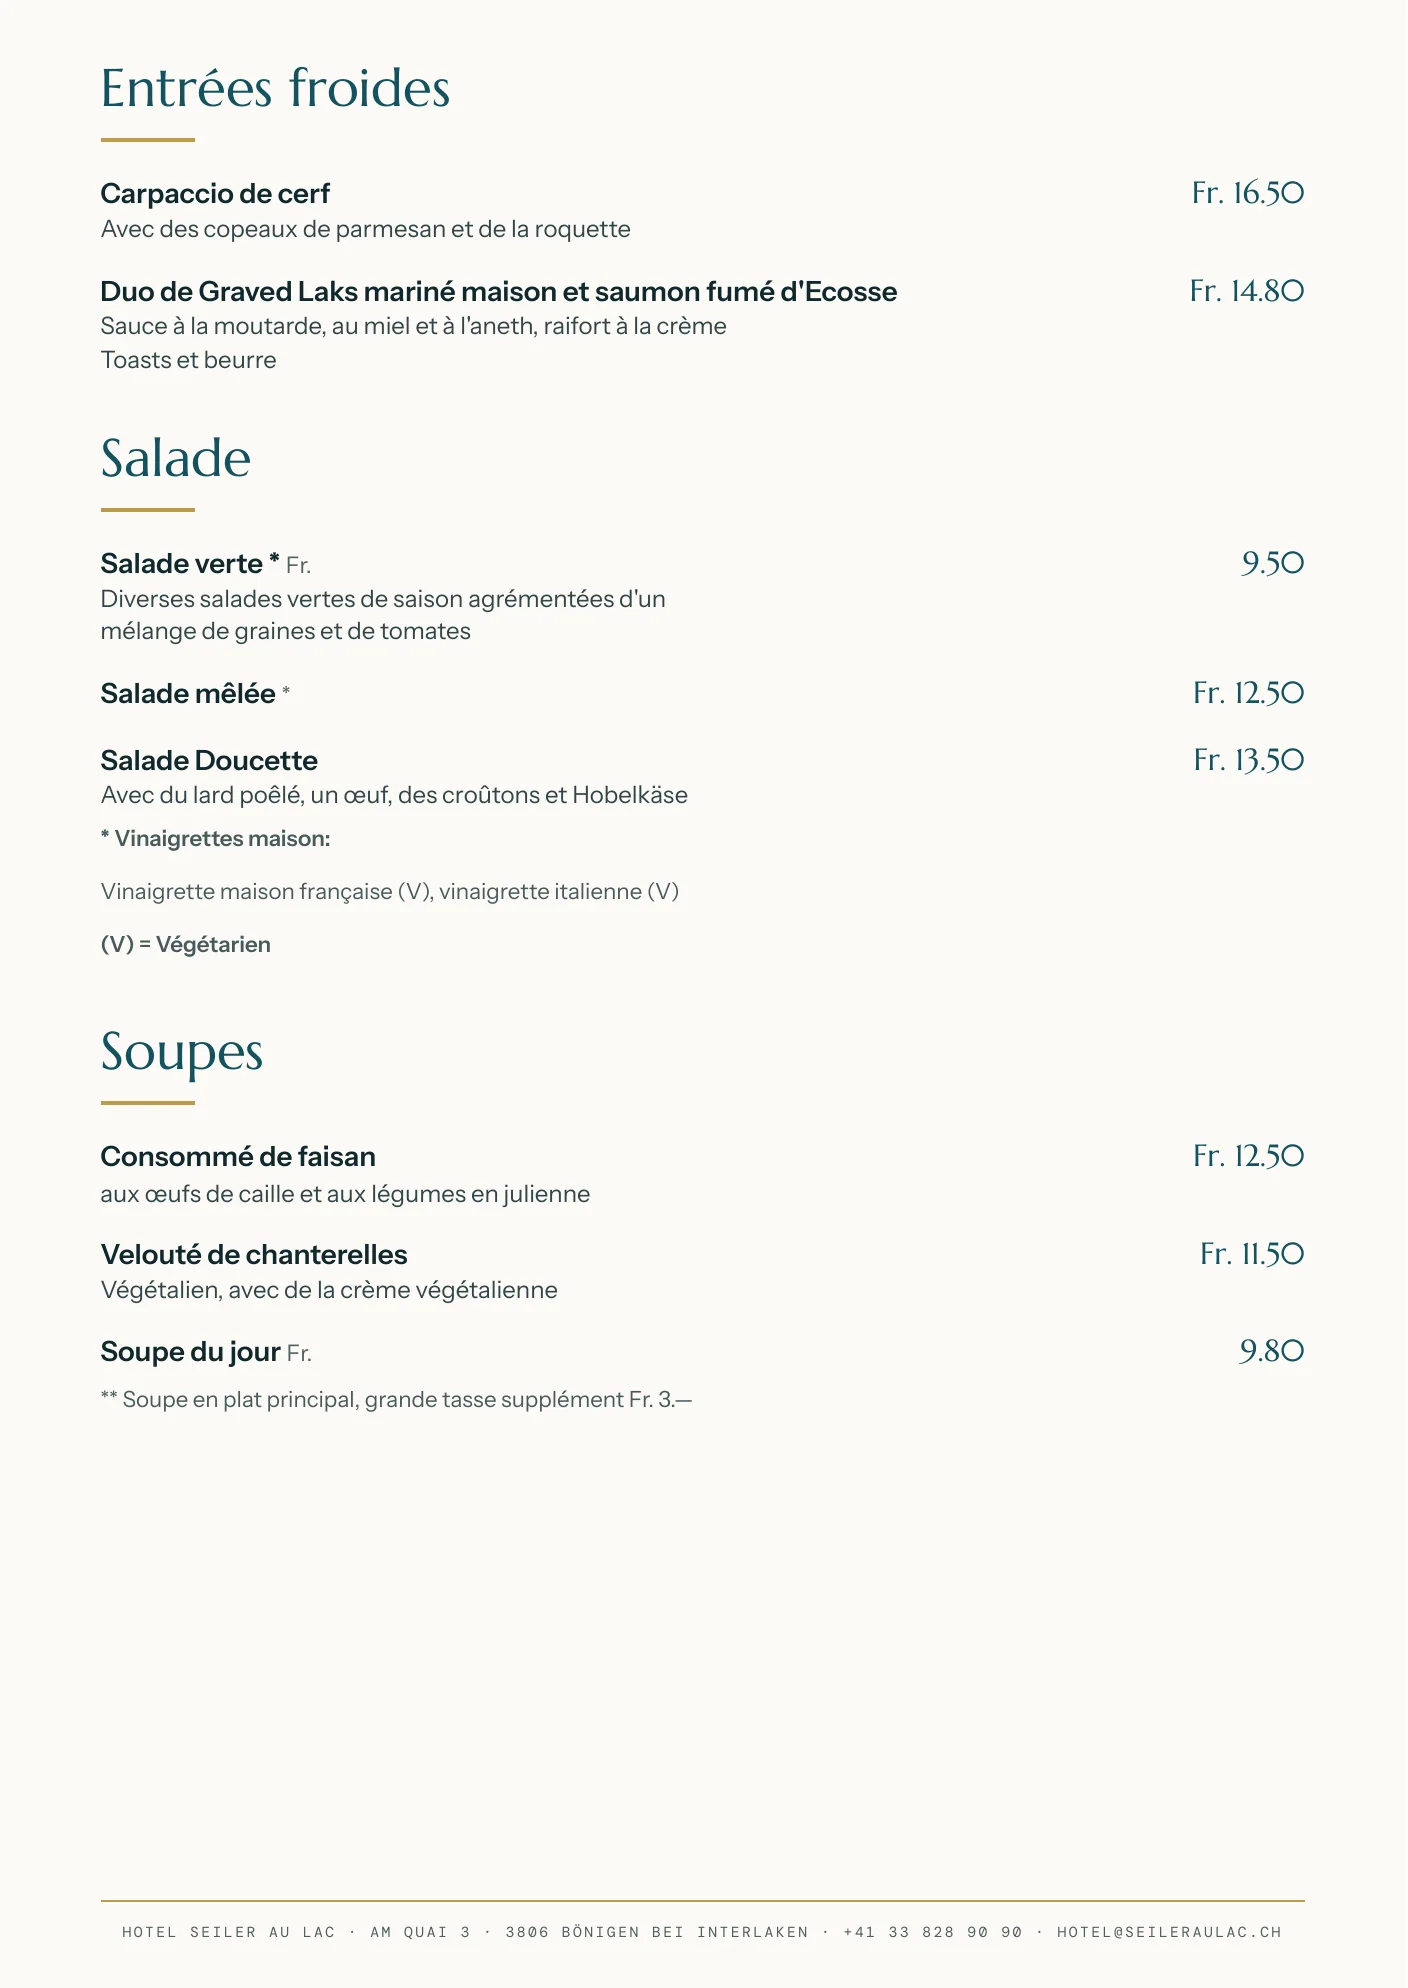 Entrées froides
Carpaccio de cerf Fr. 16.50
Avec des copeaux de parmesan et de la roquette
Duo de Graved Laks mariné maison et saumon fumé d'Ecosse Fr. 14.80
Sauce à la moutarde, au miel et à l'aneth, raifort à la crème
Toasts et beurre
Salade
Salade verte * Fr. 9.50
Diverses salades vertes de saison agrémentées d'un
mélange de graines et de tomates
Salade mêlée * Fr. 12.50
Salade Doucette Fr. 13.50
Avec du lard poêlé, un œuf, des croûtons et Hobelkäse
* Vinaigrettes maison:
Vinaigrette maison française (V), vinaigrette italienne (V)
(V) = Végétarien
Soupes
Consommé de faisan Fr. 12.50
aux œufs de caille et aux légumes en julienne
Velouté de chanterelles Fr. 11.50
Végétalien, avec de la crème végétalienne
Soupe du jour Fr. 9.80
** Soupe en plat principal, grande tasse supplément Fr. 3.—
HOTEL SEILER AU LAC · AM QUAI 3 · 3806 BÖNIGEN BEI INTERLAKEN · +41 33 828 90 90 · HOTEL@SEILERAULAC.CH